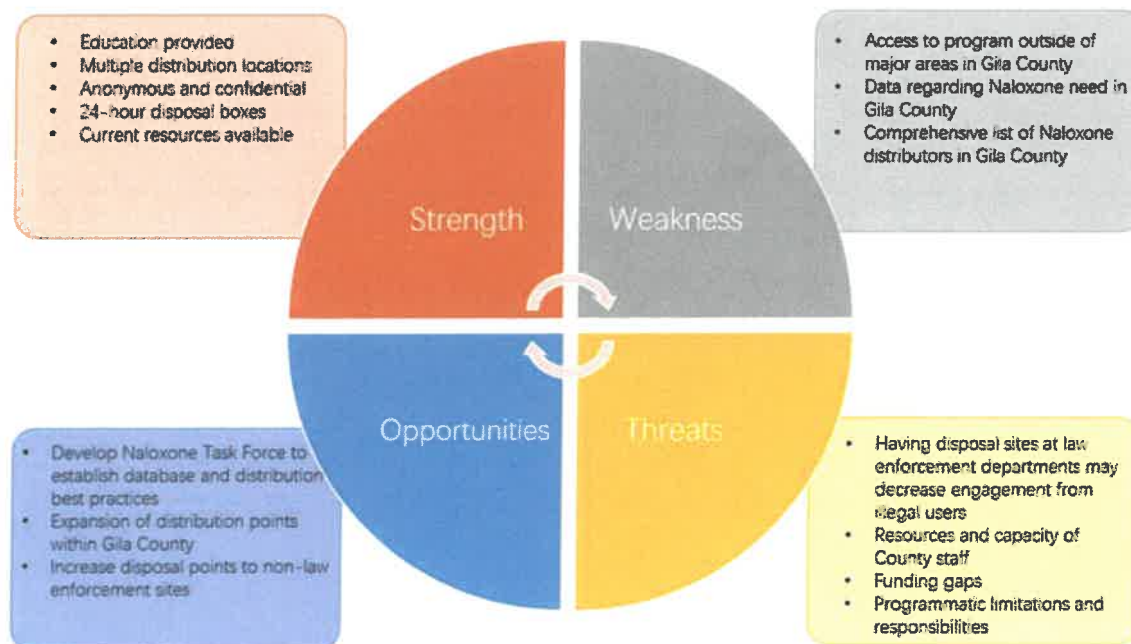 • Education provided
• Multiple distribution locations
• Anonymous and confidential
• 24-hour disposal boxes
• Current resources available
• Access to program outside of
major areas in Gila County
• Data regarding Naloxone need in
Gila County
• Comprehensive list of Naloxone
distributors in Gila County
Strength
Weakness
Opportunities
Threats
• Develop Naloxone Task Force to
establish database and distribution
best practices
• Expansion of distribution points
within Gila County
• Increase disposal points to non-law
enforcement sites
• Having disposal sites at law
enforcement departments may
decrease engagement from
illegal users
• Resources and capacity of
County staff
• Funding gaps
• Programmatic limitations and
responsibilities